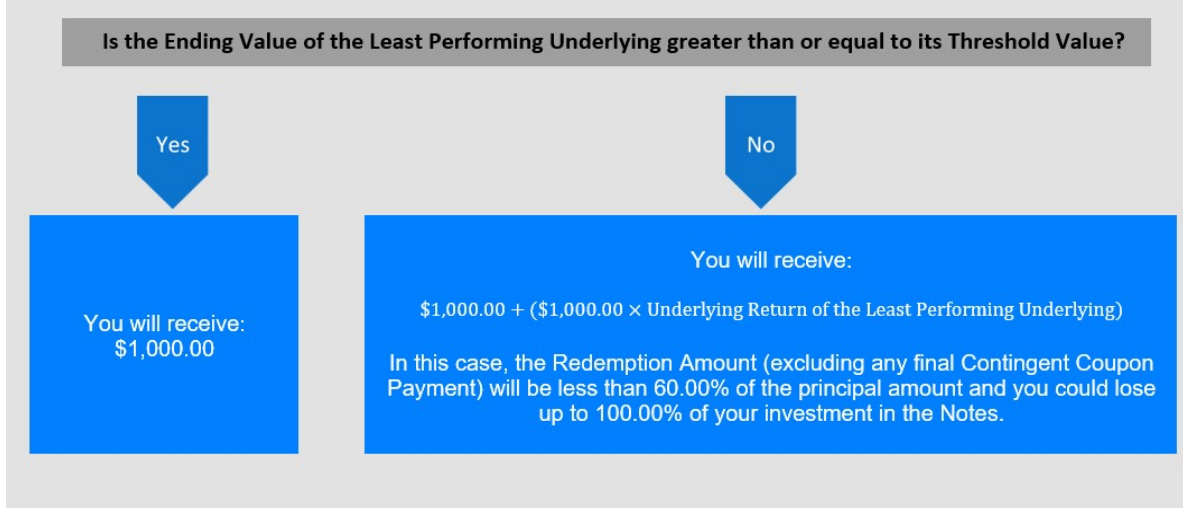 Is the Ending Value of the Least Performing Underlying greater than or equal to its Threshold Value?
Yes
No
You will receive:
$1,000.00
You will receive:
$1,000.00 + ($1,000.00 × Underlying Return of the Least Performing Underlying)
In this case, the Redemption Amount (excluding any final Contingent Coupon
Payment) will be less than 60.00% of the principal amount and you could lose
up to 100.00% of your investment in the Notes.